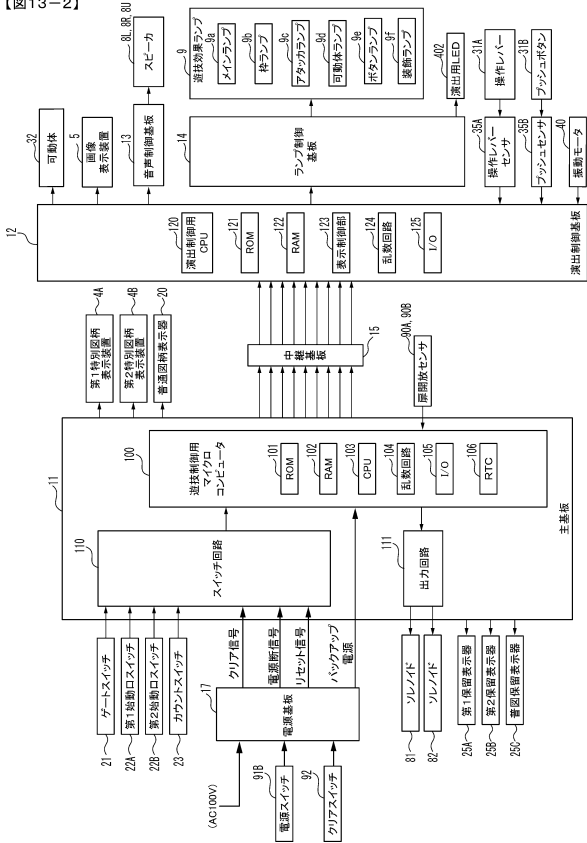 【図13-2】
8L, 8R, 8U
スピーカ
32
可動体
5
画像
表示装置
13
音声制御基板
9
遊技効果ランプ
9a
メインランプ
9b
枠ランプ
9c
アタッカランプ
9d
可動体ランプ
9e
ボタンランプ
9f
装飾ランプ
14
ランプ制御
基板
402
演出用LED
31A
操作レバー
31B
プッシュボタン
35A
操作レバー
センサ
35B
プッシュセンサ
40
振動モータ
12
120
演出制御用
CPU
121
ROM
122
RAM
123
表示制御部
124
乱数回路
125
I/O
演出制御基板
4A
第1特別図柄
表示装置
4B
第2特別図柄
表示装置
20
普通図柄表示器
中継基板
15
90A, 90B
扉開放センサ
11
100
遊技制御用
マイクロ
コンピュータ
101
ROM
102
RAM
103
CPU
104
乱数回路
105
I/O
106
RTC
110
スイッチ回路
111
出力回路
主基板
クリア信号
電源断信号
リセット信号
バックアップ
電源
21
ゲートスイッチ
22A
第1始動口スイッチ
22B
第2始動口スイッチ
23
カウントスイッチ
17
電源基板
81
ソレノイド
82
ソレノイド
25A
第1保留表示器
25B
第2保留表示器
25C
普図保留表示器
(AC100V)
91B
電源スイッチ
92
クリアスイッチ